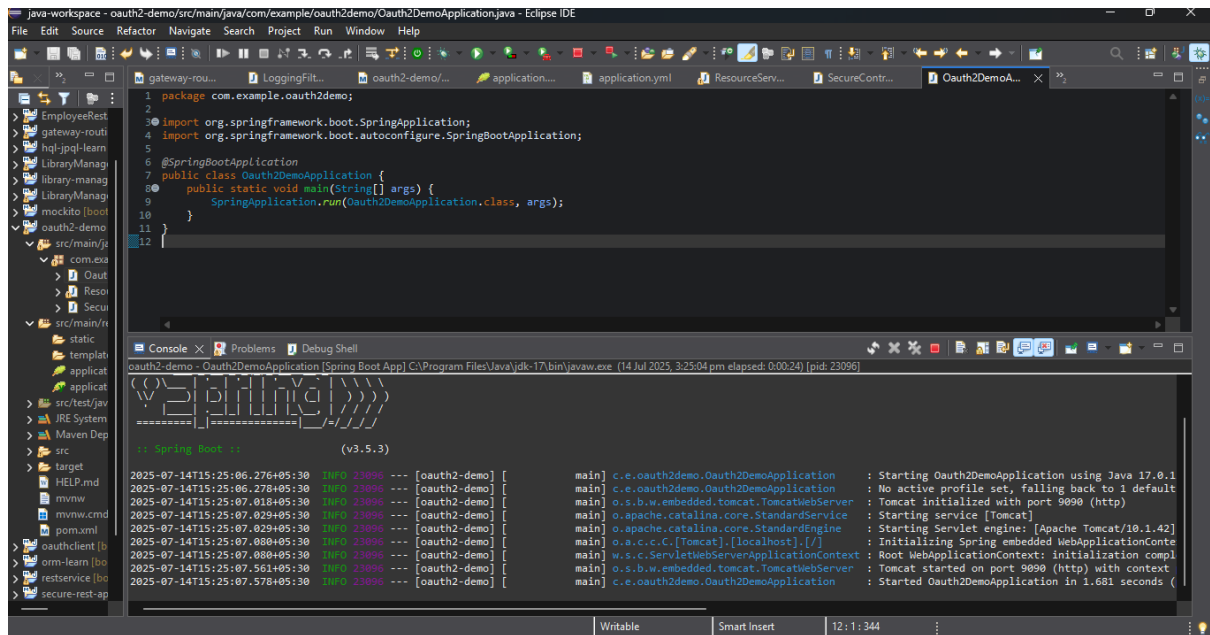 java-workspace - oauth2-demo/src/main/java/com/example/oauth2demo/Oauth2DemoApplication.java - Eclipse IDE
File Edit Source Refactor Navigate Search Project Run Window Help
gateway-rou... LoggingFilt... oauth2-demo/... application.... application.yml ResourceServ... SecureContr... Oauth2DemoA...
EmployeeRest
gateway-routi
hql-jpql-learn
LibraryManag
library-manag
LibraryManag
mockito [boot
oauth2-demo
src/main/ja
com.exa
Oaut
Reso
Secu
src/main/re
static
templat
applicat
applicat
src/test/jav
JRE System
Maven Dep
src
target
HELP.md
mvnw
mvnw.cmd
pom.xml
oauthclient [b
orm-learn [bo
restservice [bo
secure-rest-ap
1 package com.example.oauth2demo;
2
3 import org.springframework.boot.SpringApplication;
4 import org.springframework.boot.autoconfigure.SpringBootApplication;
5
6 @SpringBootApplication
7 public class Oauth2DemoApplication {
8 public static void main(String[] args) {
9 SpringApplication.run(Oauth2DemoApplication.class, args);
10 }
11 }
12
Console Problems Debug Shell
oauth2-demo - Oauth2DemoApplication [Spring Boot App] C:\Program Files\Java\jdk-17\bin\javaw.exe (14 Jul 2025, 3:25:04 pm elapsed: 0:00:24) [pid: 23096]
:: Spring Boot :: (v3.5.3)
2025-07-14T15:25:06.276+05:30 INFO 23096 --- [oauth2-demo] [ main] c.e.oauth2demo.Oauth2DemoApplication : Starting Oauth2DemoApplication using Java 17.0.1
2025-07-14T15:25:06.278+05:30 INFO 23096 --- [oauth2-demo] [ main] c.e.oauth2demo.Oauth2DemoApplication : No active profile set, falling back to 1 default
2025-07-14T15:25:07.018+05:30 INFO 23096 --- [oauth2-demo] [ main] o.s.b.w.embedded.tomcat.TomcatWebServer : Tomcat initialized with port 9090 (http)
2025-07-14T15:25:07.029+05:30 INFO 23096 --- [oauth2-demo] [ main] o.apache.catalina.core.StandardService : Starting service [Tomcat]
2025-07-14T15:25:07.029+05:30 INFO 23096 --- [oauth2-demo] [ main] o.apache.catalina.core.StandardEngine : Starting Servlet engine: [Apache Tomcat/10.1.42]
2025-07-14T15:25:07.080+05:30 INFO 23096 --- [oauth2-demo] [ main] o.a.c.c.C.[Tomcat].[localhost].[/] : Initializing Spring embedded WebApplicationConte
2025-07-14T15:25:07.080+05:30 INFO 23096 --- [oauth2-demo] [ main] w.s.c.ServletWebServerApplicationContext : Root WebApplicationContext: initialization compl
2025-07-14T15:25:07.561+05:30 INFO 23096 --- [oauth2-demo] [ main] o.s.b.w.embedded.tomcat.TomcatWebServer : Tomcat started on port 9090 (http) with context
2025-07-14T15:25:07.578+05:30 INFO 23096 --- [oauth2-demo] [ main] c.e.oauth2demo.Oauth2DemoApplication : Started Oauth2DemoApplication in 1.681 seconds (
Writable Smart Insert 12 : 1 : 344